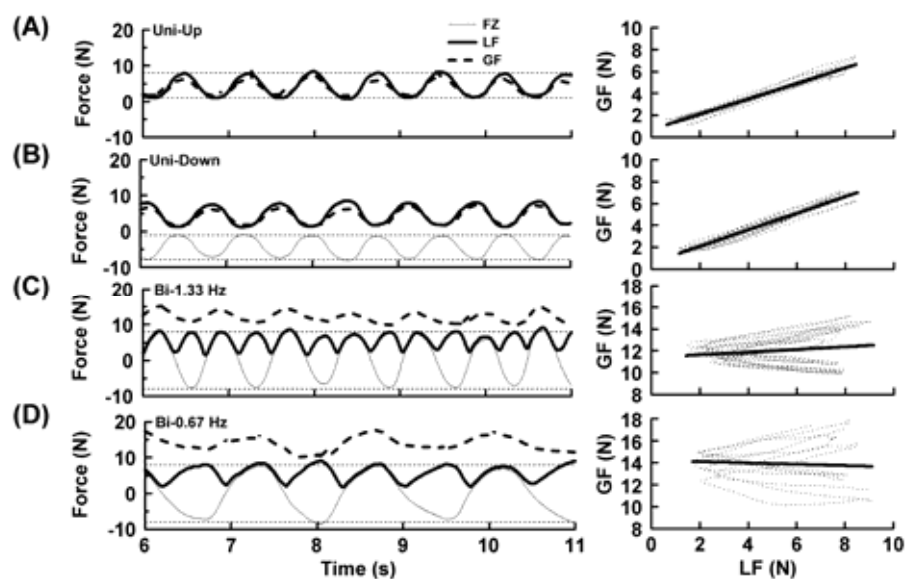 (A)
Uni-Up
FZ
LF
GF
Force (N)
20
10
0
-10
GF (N)
8
6
4
2
0
(B)
Uni-Down
Force (N)
20
10
0
-10
GF (N)
8
6
4
2
0
(C)
Bi-1.33 Hz
Force (N)
20
10
0
-10
GF (N)
18
16
14
12
10
8
(D)
Bi-0.67 Hz
Force (N)
20
10
0
-10
6 7 8 9 10 11
Time (s)
GF (N)
18
16
14
12
10
8
0 2 4 6 8 10
LF (N)